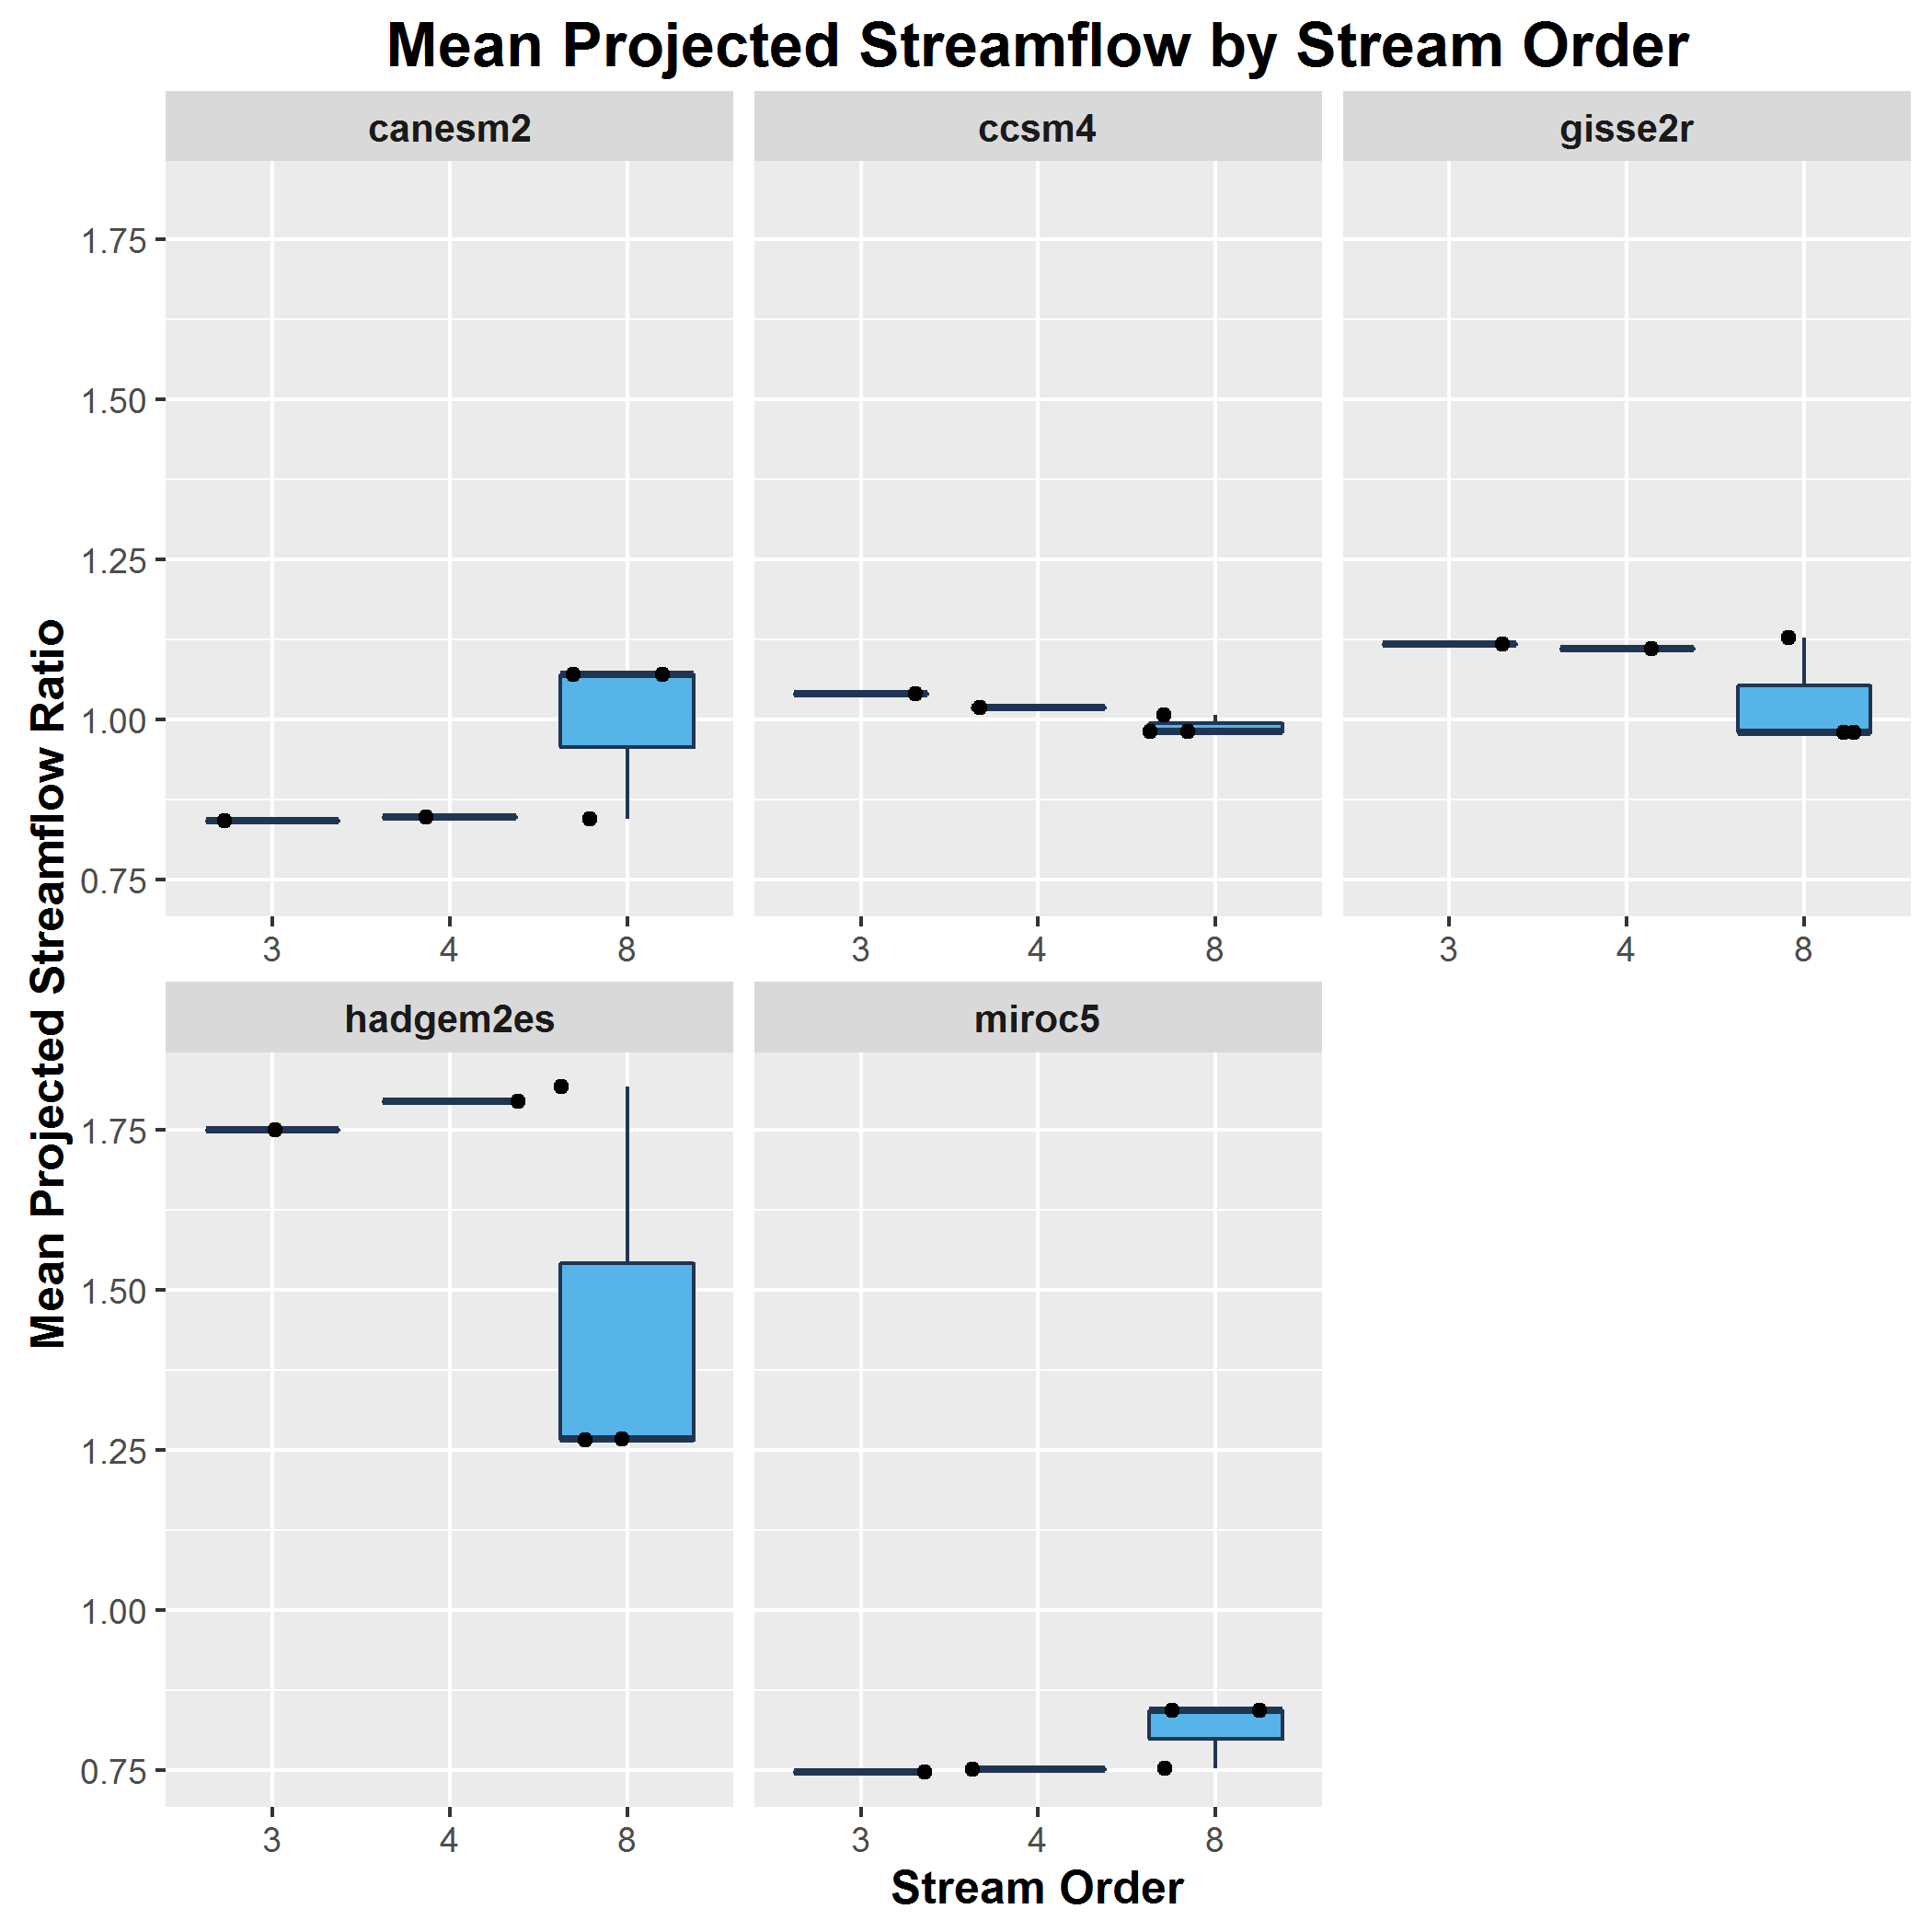 Mean Projected Streamflow by Stream Order
canesm2 ccsm4 gisse2r
1.75
1.50
1.25
1.00
0.75
3 4 8 3 4 8 3 4 8
Mean Projected Streamflow Ratio
hadgem2es miroc5
1.75
1.50
1.25
1.00
0.75
3 4 8 3 4 8
Stream Order